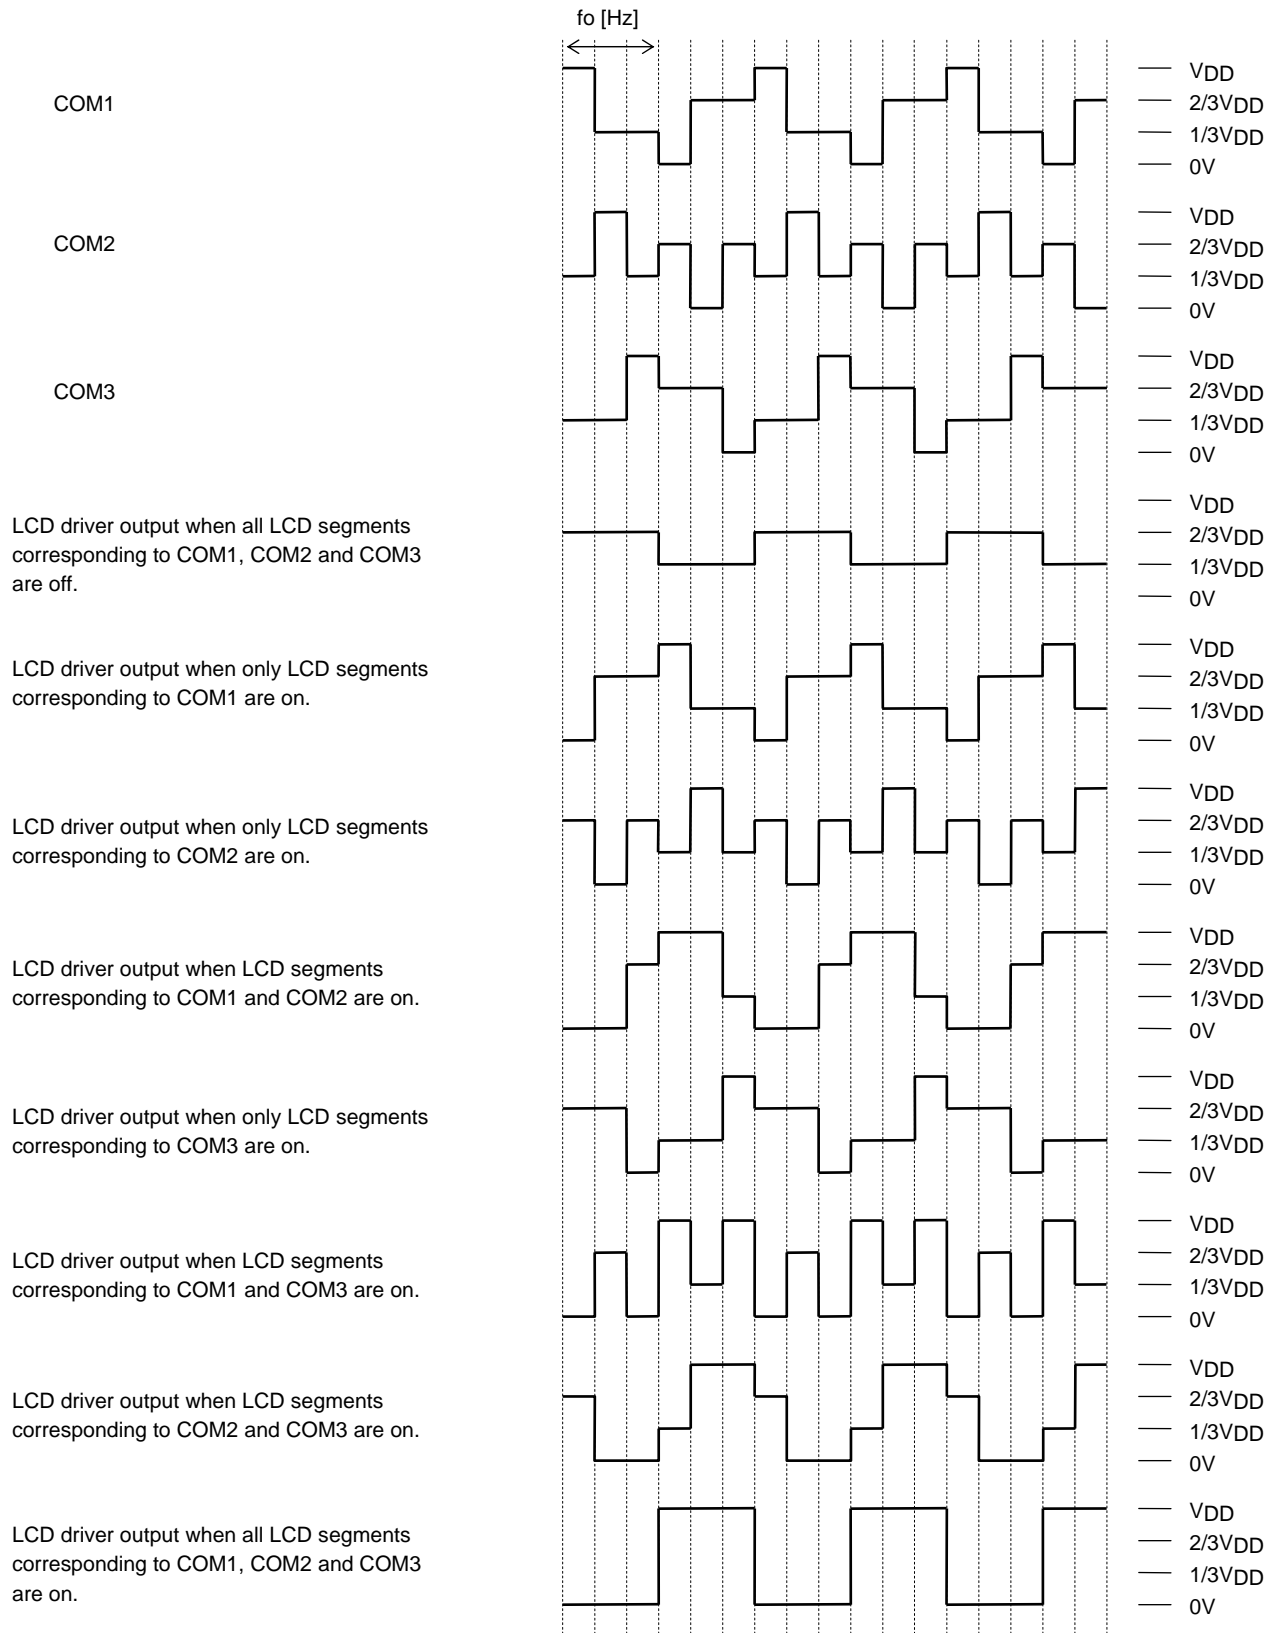 fo [Hz]
COM1
VDD
2/3VDD
1/3VDD
0V
COM2
VDD
2/3VDD
1/3VDD
0V
COM3
VDD
2/3VDD
1/3VDD
0V
LCD driver output when all LCD segments
corresponding to COM1, COM2 and COM3
are off.
VDD
2/3VDD
1/3VDD
0V
LCD driver output when only LCD segments
corresponding to COM1 are on.
VDD
2/3VDD
1/3VDD
0V
LCD driver output when only LCD segments
corresponding to COM2 are on.
VDD
2/3VDD
1/3VDD
0V
LCD driver output when LCD segments
corresponding to COM1 and COM2 are on.
VDD
2/3VDD
1/3VDD
0V
LCD driver output when only LCD segments
corresponding to COM3 are on.
VDD
2/3VDD
1/3VDD
0V
LCD driver output when LCD segments
corresponding to COM1 and COM3 are on.
VDD
2/3VDD
1/3VDD
0V
LCD driver output when LCD segments
corresponding to COM2 and COM3 are on.
VDD
2/3VDD
1/3VDD
0V
LCD driver output when all LCD segments
corresponding to COM1, COM2 and COM3
are on.
VDD
2/3VDD
1/3VDD
0V